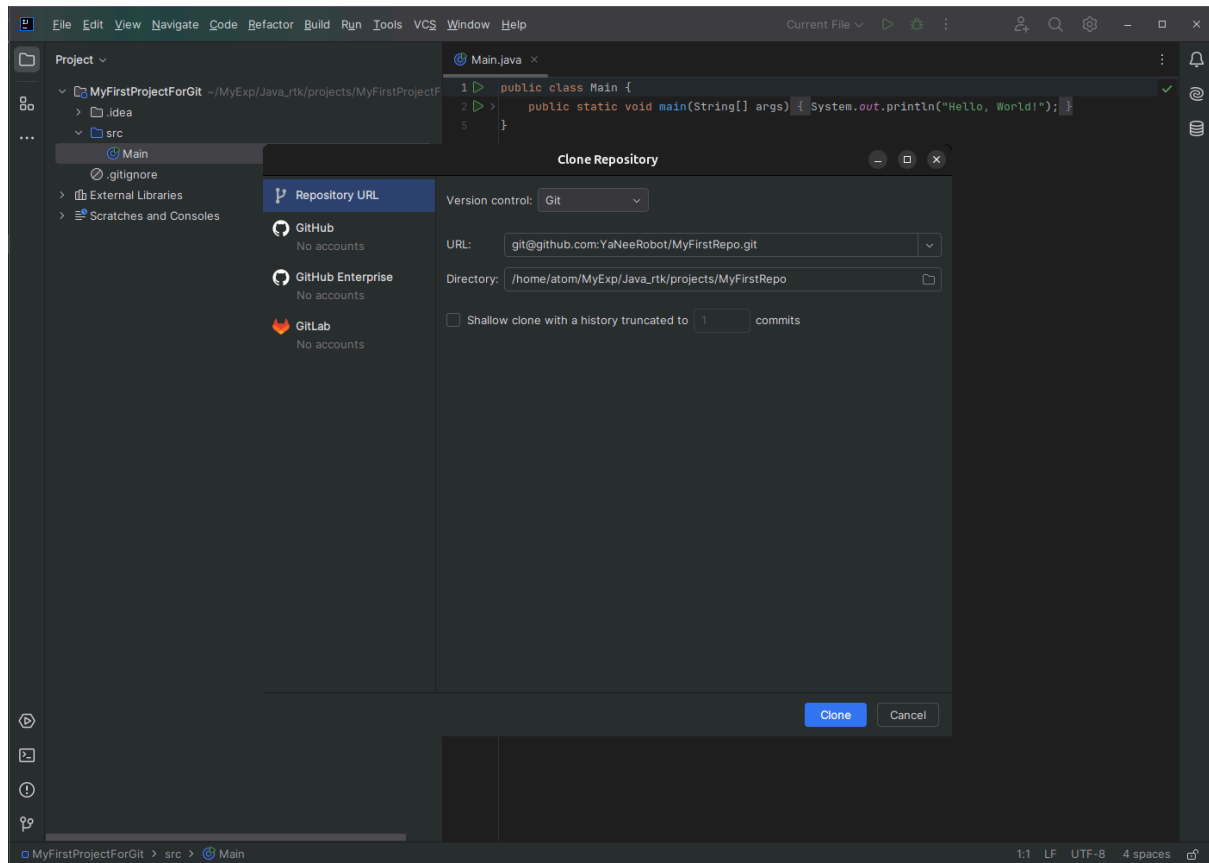 File Edit View Navigate Code Refactor Build Run Tools VCS Window Help Current File
Project
Main.java
MyFirstProjectForGit ~/MyExp/Java_rtk/projects/MyFirstProjectF
.idea
src
Main
.gitignore
External Libraries
Scratches and Consoles
1 public class Main {
2 public static void main(String[] args) { System.out.println("Hello, World!"); }
5 }
Clone Repository
Repository URL
GitHub
No accounts
GitHub Enterprise
No accounts
GitLab
No accounts
Version control: Git
URL: git@github.com:YaNeeRobot/MyFirstRepo.git
Directory: /home/atom/MyExp/Java_rtk/projects/MyFirstRepo
Shallow clone with a history truncated to 1 commits
Clone Cancel
MyFirstProjectForGit > src > Main 1:1 LF UTF-8 4 spaces